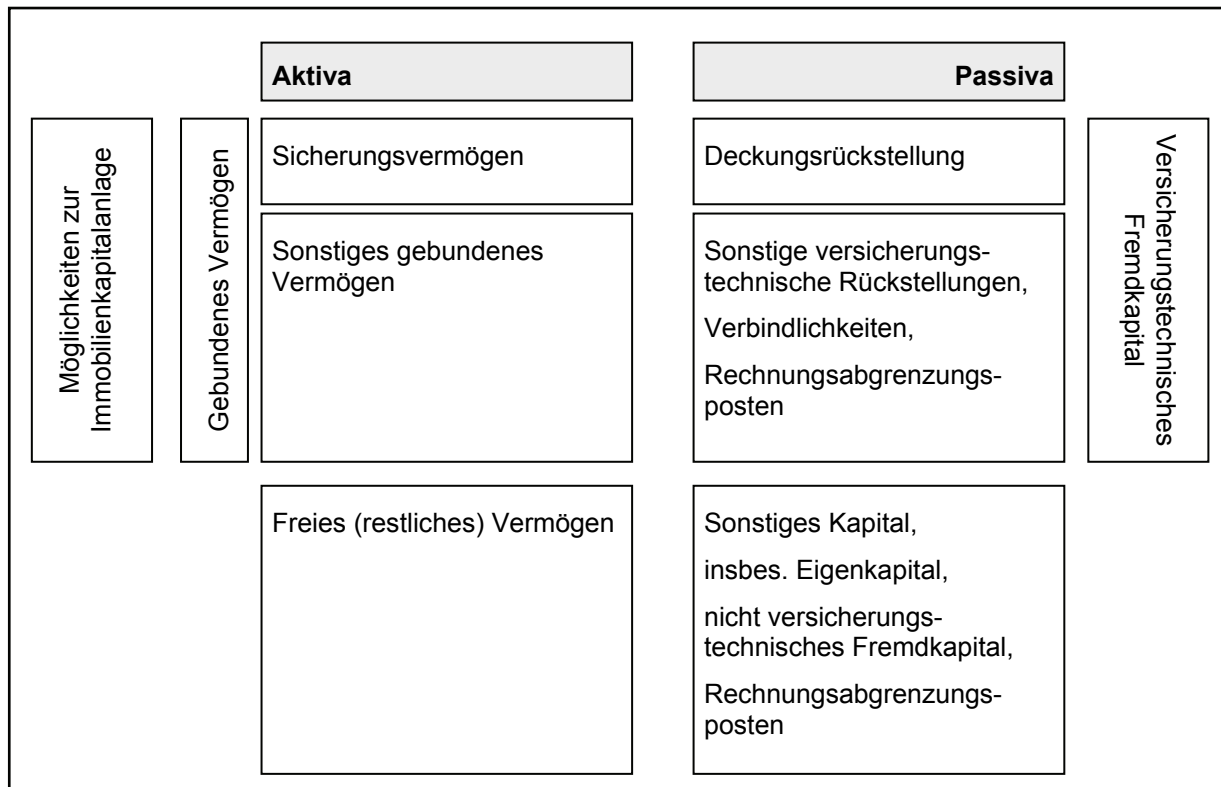 Aktiva
Passiva
Möglichkeiten zur
Immobilienkapitalanlage
Gebundenes Vermögen
Sicherungsvermögen
Deckungsrückstellung
Versicherungstechnisches
Fremdkapital
Sonstiges gebundenes
Vermögen
Sonstige versicherungs-
technische Rückstellungen,
Verbindlichkeiten,
Rechnungsabgrenzungs-
posten
Freies (restliches) Vermögen
Sonstiges Kapital,
insbes. Eigenkapital,
nicht versicherungs-
technisches Fremdkapital,
Rechnungsabgrenzungs-
posten